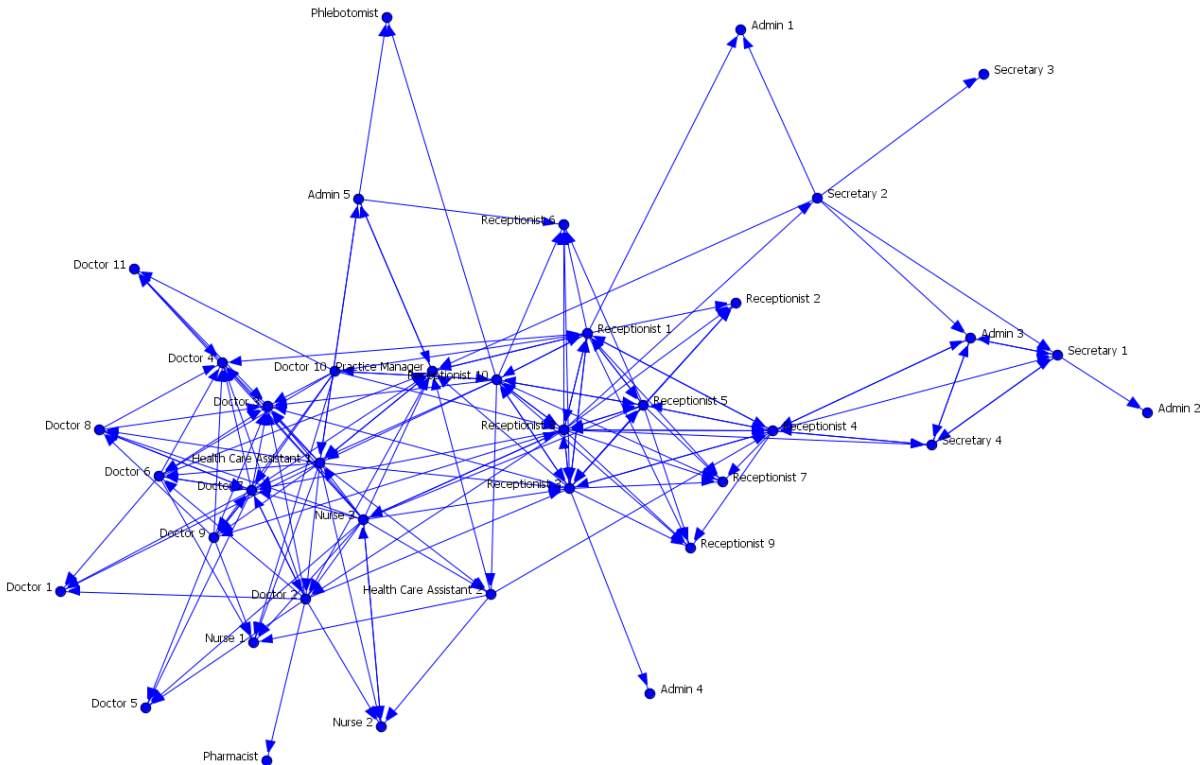 Phlebotomist
Admin 1
Secretary 3
Admin 5
Secretary 2
Receptionist 6
Doctor 11
Receptionist 2
Receptionist 1
Admin 3
Secretary 1
Doctor 4
Doctor 10
Practice Manager
Receptionist 10
Doctor 3
Receptionist 5
Admin 2
Doctor 8
Receptionist
Receptionist 4
Secretary 4
Health Care Assistant 1
Doctor 6
Doctor
Receptionist 3
Receptionist 7
Nurse 3
Doctor 9
Receptionist 9
Doctor 1
Doctor 2
Health Care Assistant 2
Nurse 1
Admin 4
Doctor 5
Nurse 2
Pharmacist